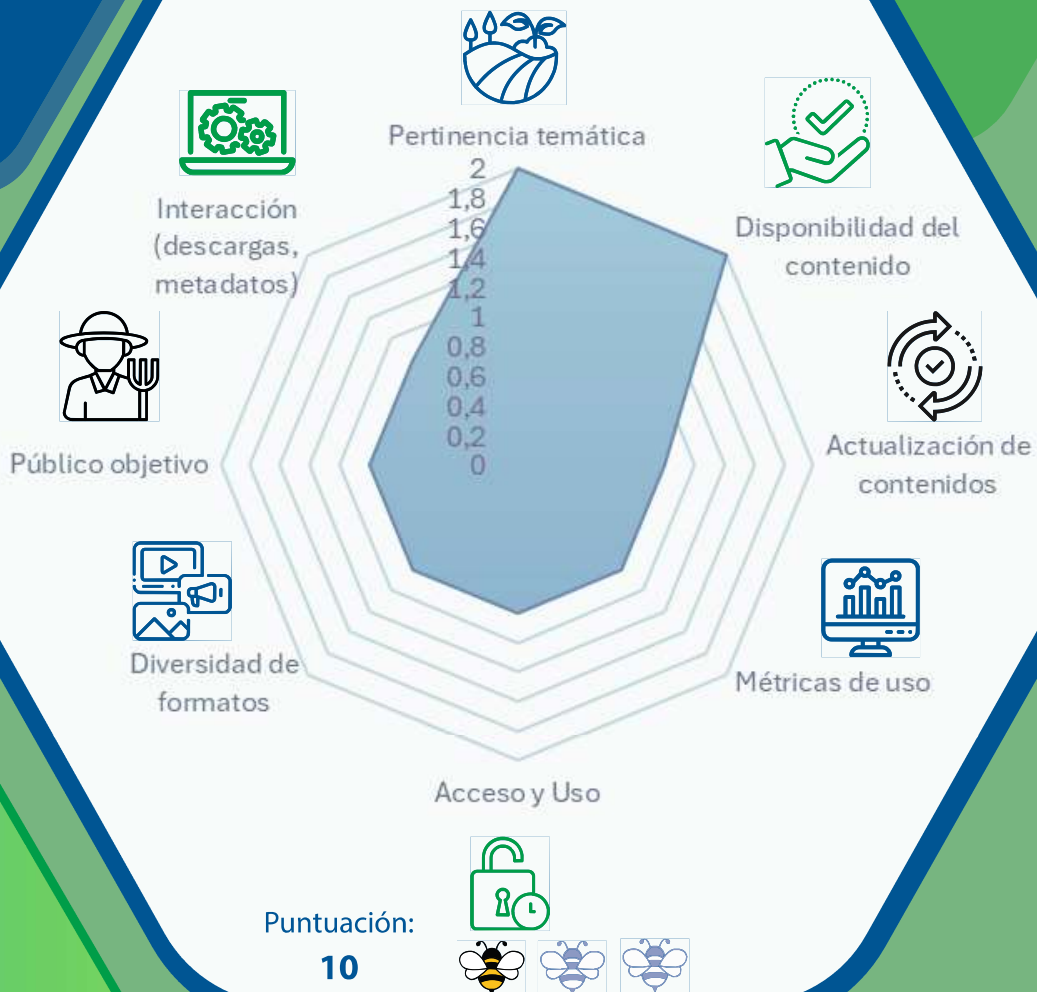 Pertinencia temática
2
1,8
1,6
1,4
1,2
1
0,8
0,6
0,4
0,2
0
Disponibilidad del
contenido
Actualización de
contenidos
Métricas de uso
Acceso y Uso
Diversidad de
formatos
Público objetivo
Interacción
(descargas,
metadatos)
Puntuación:
10